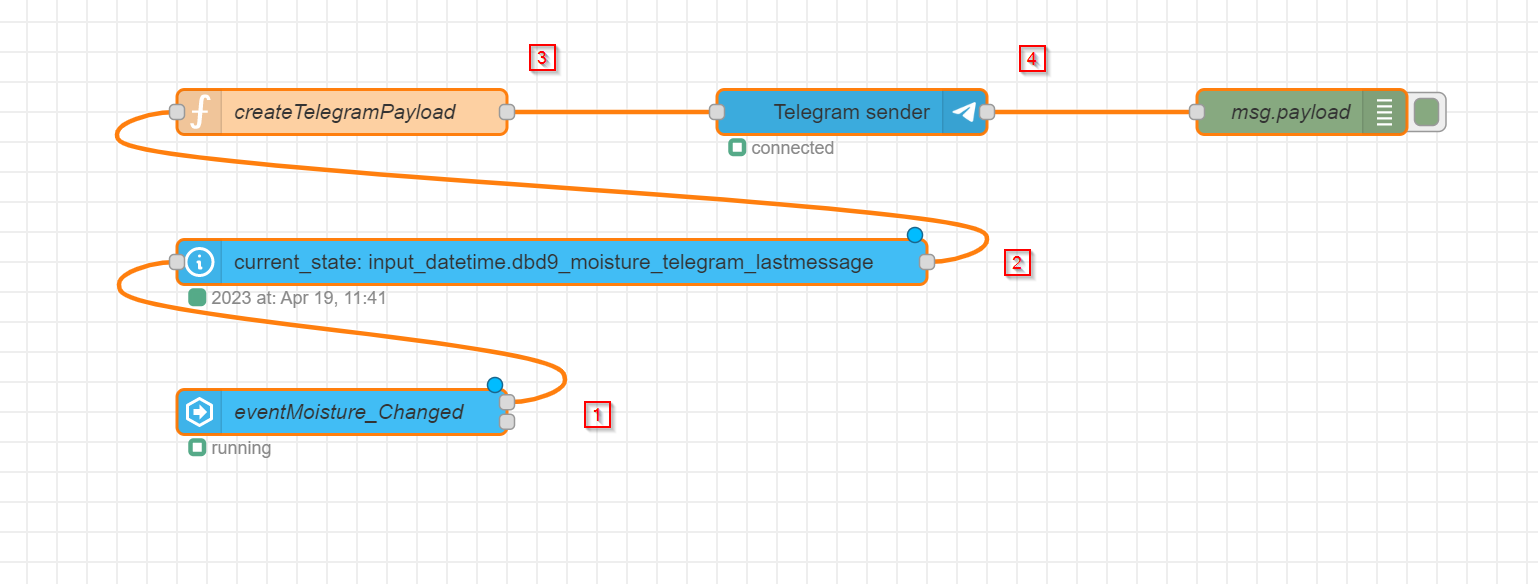 3
4
createTelegramPayload
Telegram sender
msg.payload
connected
current_state: input_datetime.dbd9_moisture_telegram_lastmessage
2
2023 at: Apr 19, 11:41
eventMoisture_Changed
1
running